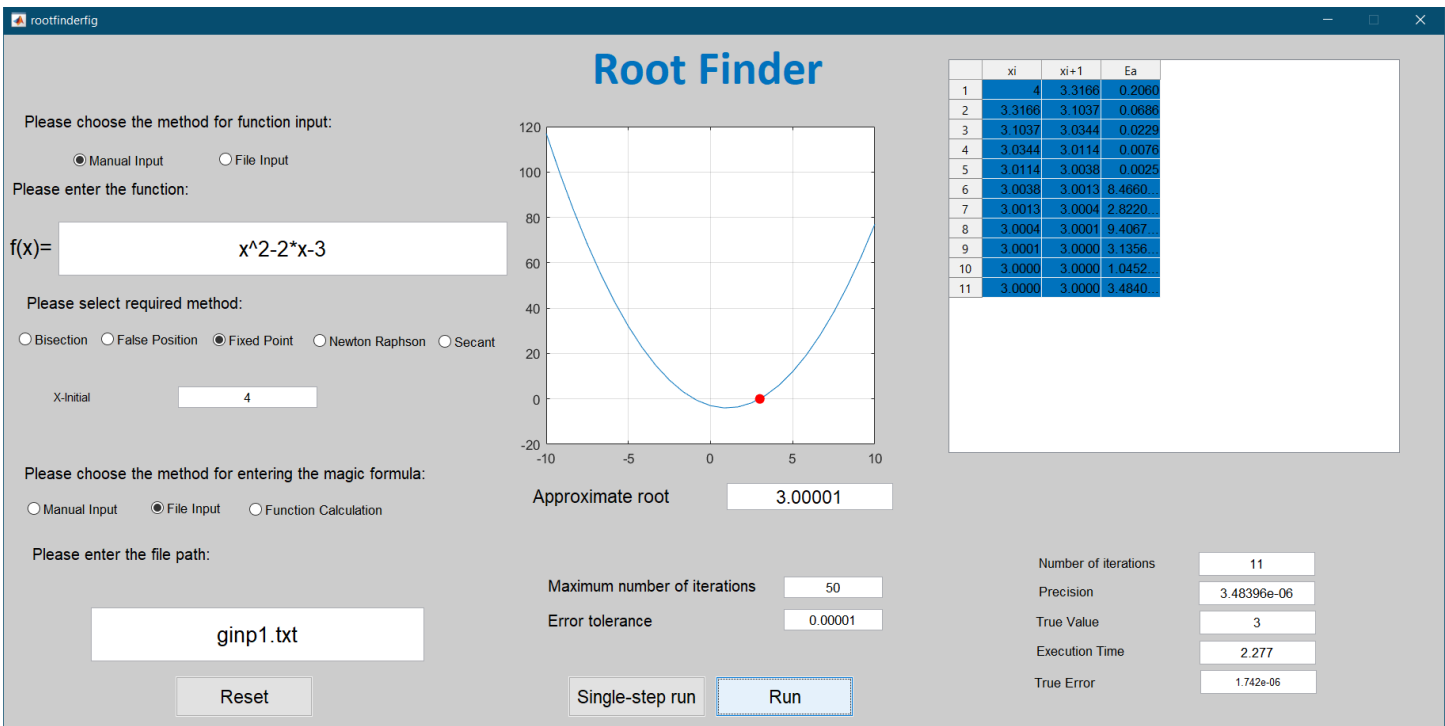 rootfinderfig
Root Finder
Please choose the method for function input:
Manual Input File Input
Please enter the function:
f(x)= x^2-2*x-3
Please select required method:
Bisection False Position Fixed Point Newton Raphson Secant
X-Initial 4
Please choose the method for entering the magic formula:
Manual Input File Input Function Calculation
Please enter the file path:
ginp1.txt
Reset
120
100
80
60
40
20
0
-20
-10 -5 0 5 10
Approximate root 3.00001
Maximum number of iterations 50
Error tolerance 0.00001
Single-step run Run
xi xi+1 Ea
1 4 3.3166 0.2060
2 3.3166 3.1037 0.0686
3 3.1037 3.0344 0.0229
4 3.0344 3.0114 0.0076
5 3.0114 3.0038 0.0025
6 3.0038 3.0013 8.4660...
7 3.0013 3.0004 2.8220...
8 3.0004 3.0001 9.4067...
9 3.0001 3.0000 3.1356...
10 3.0000 3.0000 1.0452...
11 3.0000 3.0000 3.4840...
Number of iterations 11
Precision 3.48396e-06
True Value 3
Execution Time 2.277
True Error 1.742e-06